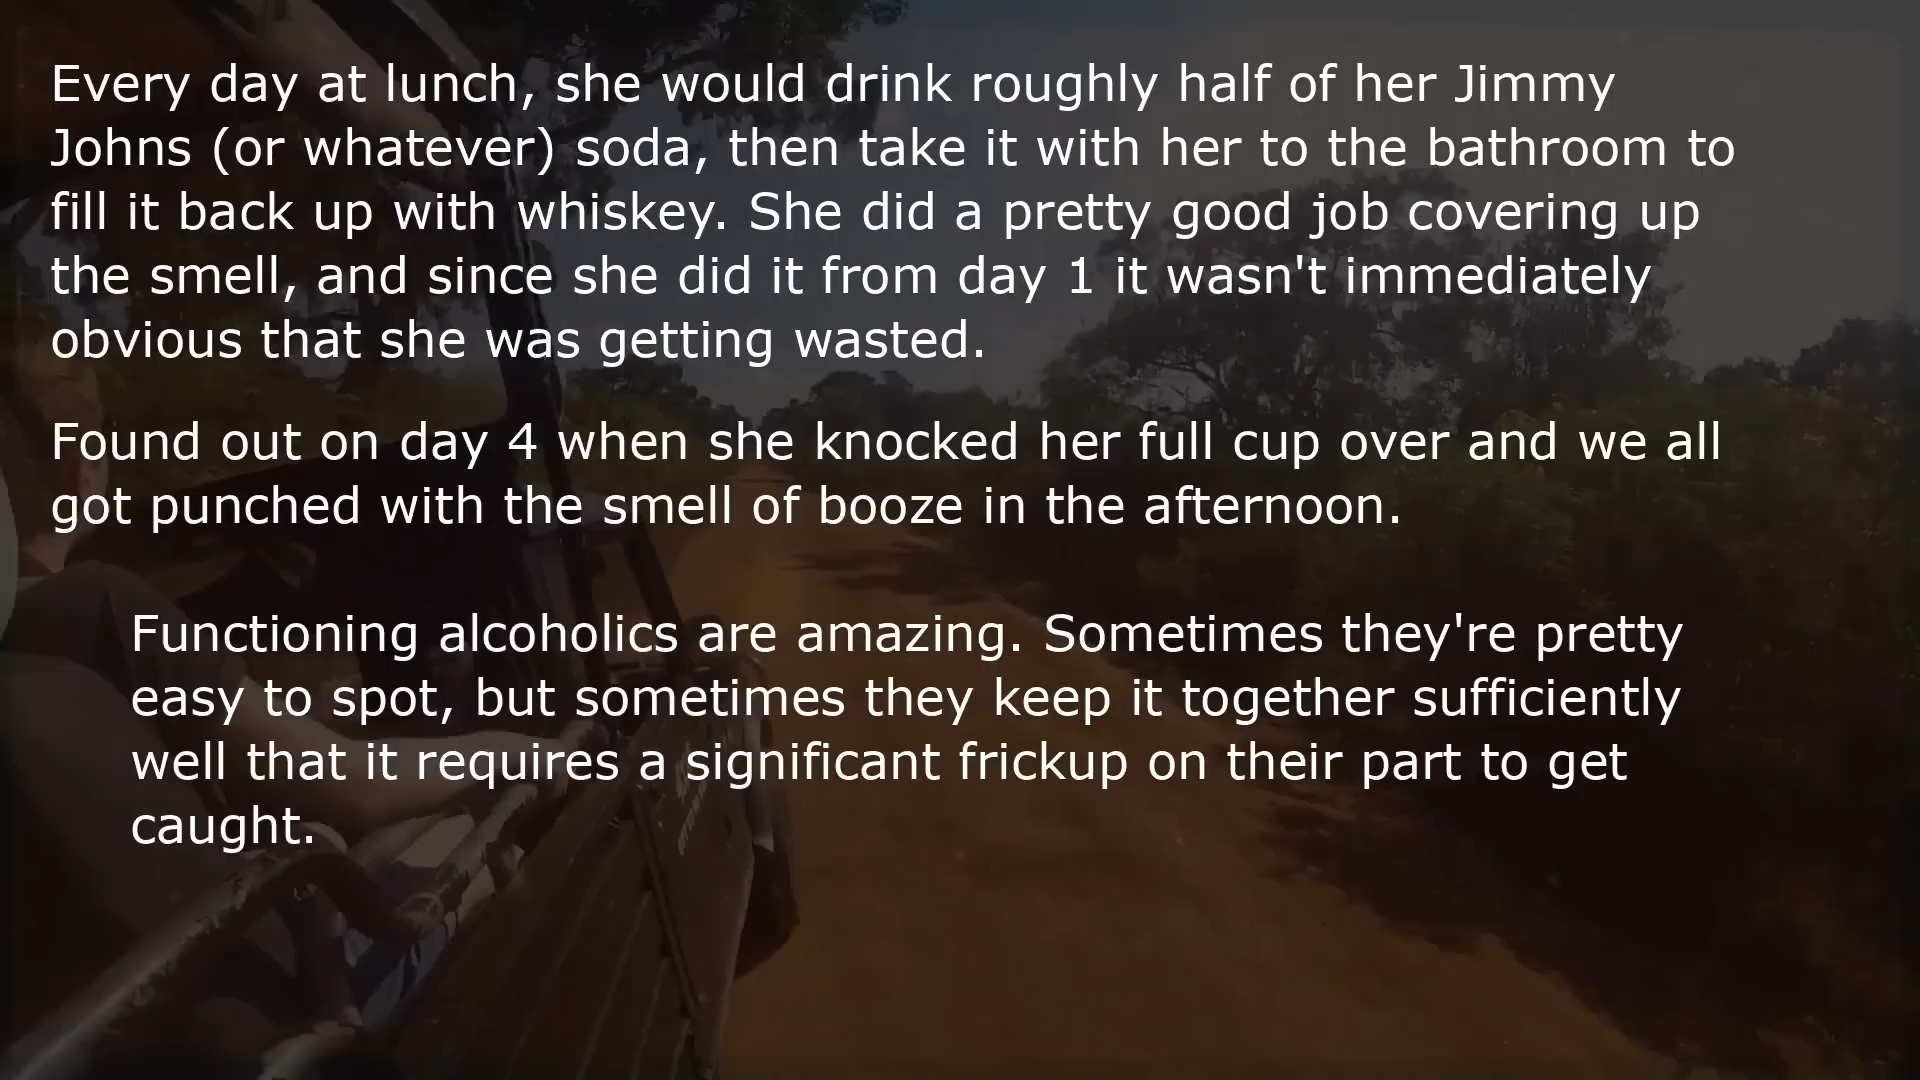 Every day at lunch, she would drink roughly half of her Jimmy
Johns (or whatever) soda, then take it with her to the bathroom to
fill it back up with whiskey. She did a pretty good job covering up
the smell, and since she did it from day 1 it wasn't immediately
obvious that she was getting wasted.
Found out on day 4 when she knocked her full cup over and we all
got punched with the smell of booze in the afternoon.
Functioning alcoholics are amazing. Sometimes they're pretty
easy to spot, but sometimes they keep it together sufficiently
well that it requires a significant frickup on their part to get
caught.